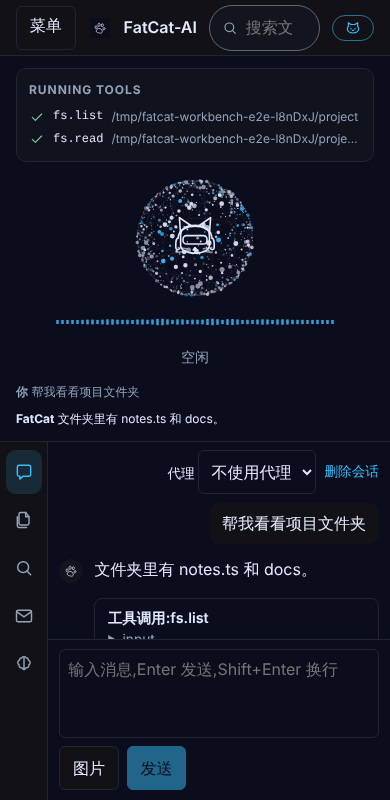 菜单
FatCat-AI
搜索文
RUNNING TOOLS
fs.list /tmp/fatcat-workbench-e2e-l8nDxJ/project
fs.read /tmp/fatcat-workbench-e2e-l8nDxJ/proje...
空闲
你 帮我看看项目文件夹
FatCat 文件夹里有 notes.ts 和 docs。
代理 不使用代理 删除会话
帮我看看项目文件夹
文件夹里有 notes.ts 和 docs。
工具调用:fs.list
▶ input
输入消息,Enter 发送,Shift+Enter 换行
图片 发送